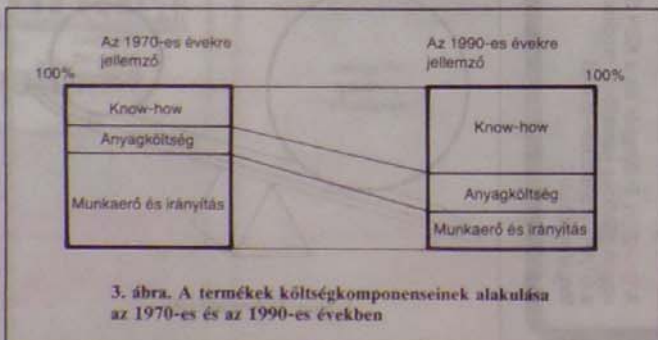 Az 1970-es évekre
jellemző
Az 1990-es évekre
jellemző
100%
100%
Know-how
Anyagköltség
Munkaerő és irányítás
Know-how
Anyagköltség
Munkaerő és irányítás
3. ábra. A termékek költségkomponenseinek alakulása
az 1970-es és az 1990-es években